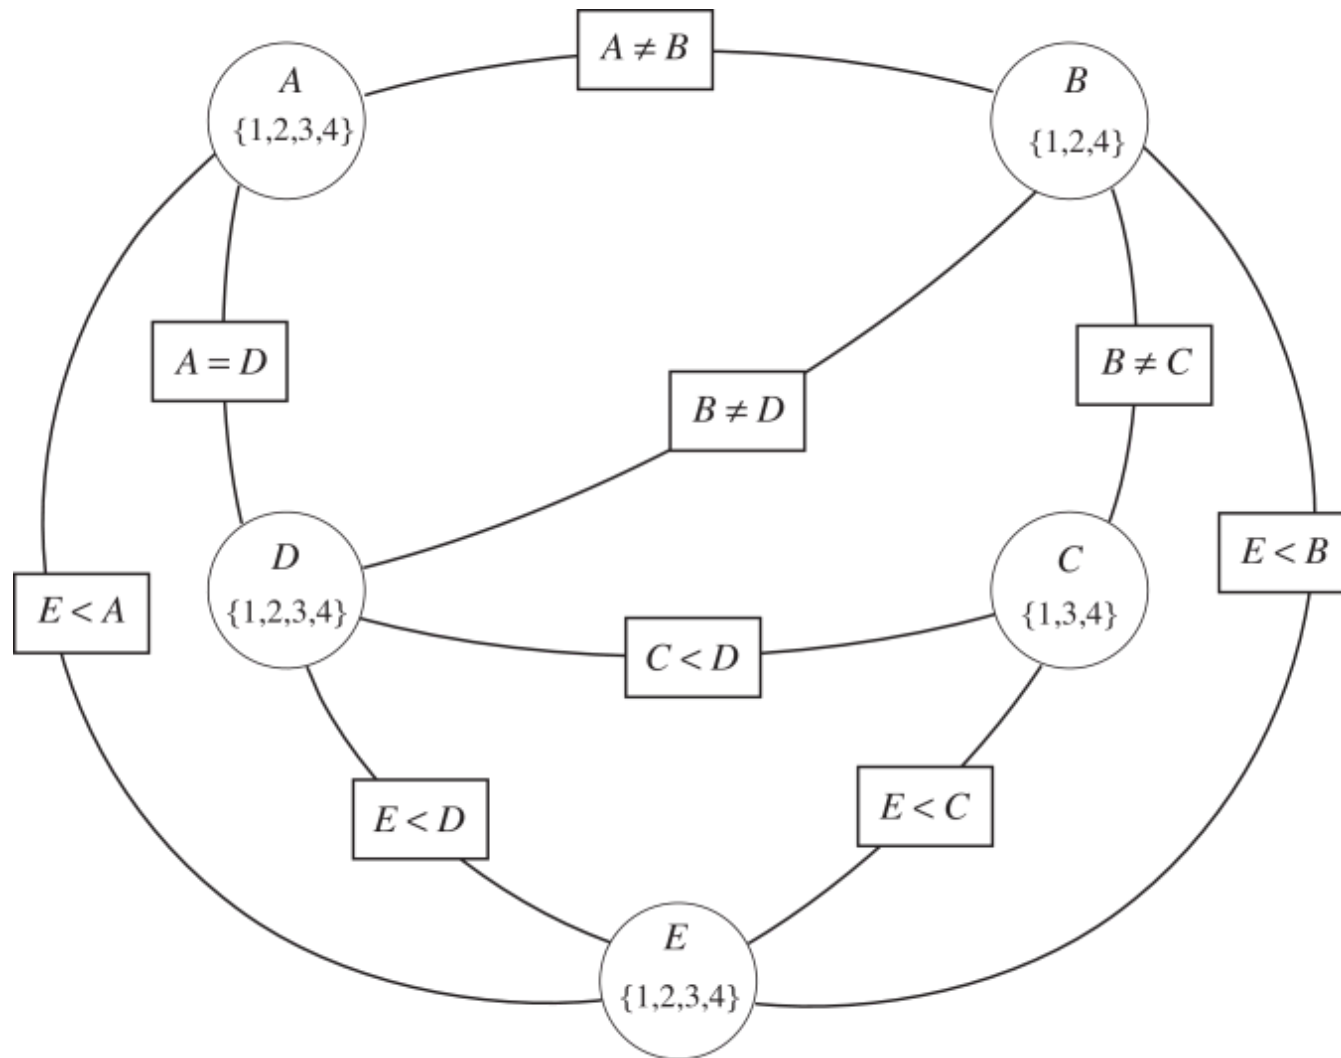 A ≠ B
A
{1,2,3,4}
B
{1,2,4}
A = D
B ≠ C
B ≠ D
E < B
D
{1,2,3,4}
C
{1,3,4}
E < A
C < D
E < D
E < C
E
{1,2,3,4}